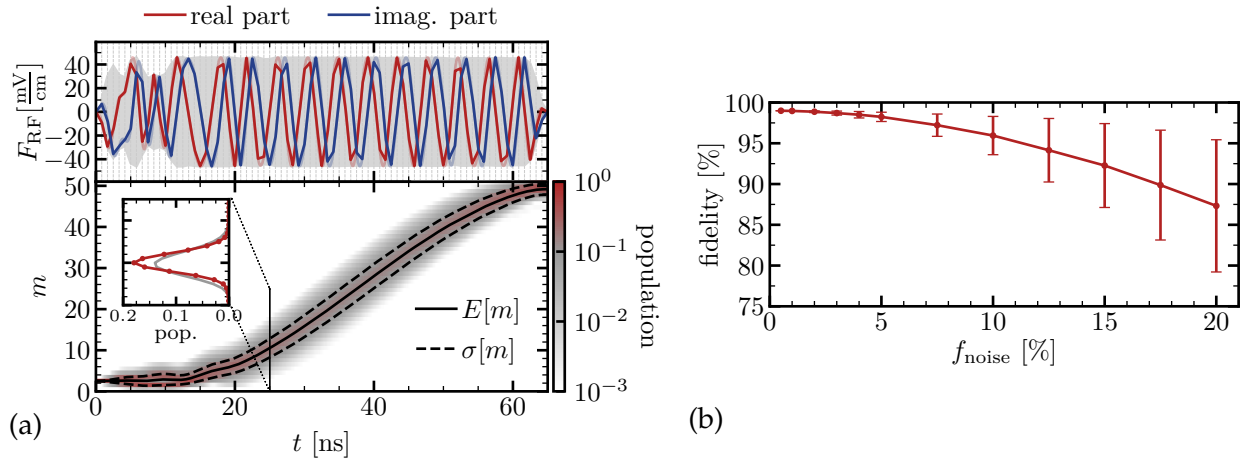 real part imag. part
F_RF [mV/cm]
40
20
0
−20
−40
m
50
40
30
20
10
0
0.2 0.1 0.0
pop.
E[m]
σ[m]
0 20 40 60
t [ns]
10^0
10^−1
10^−2
10^−3
population
(a)
fidelity [%]
100
95
90
85
80
75
0 5 10 15 20
f_noise [%]
(b)